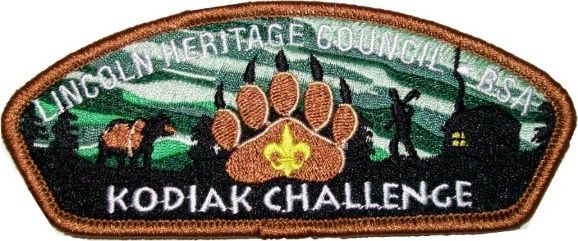 LINCOLN HERITAGE COUNCIL - BSA
KODIAK CHALLENGE